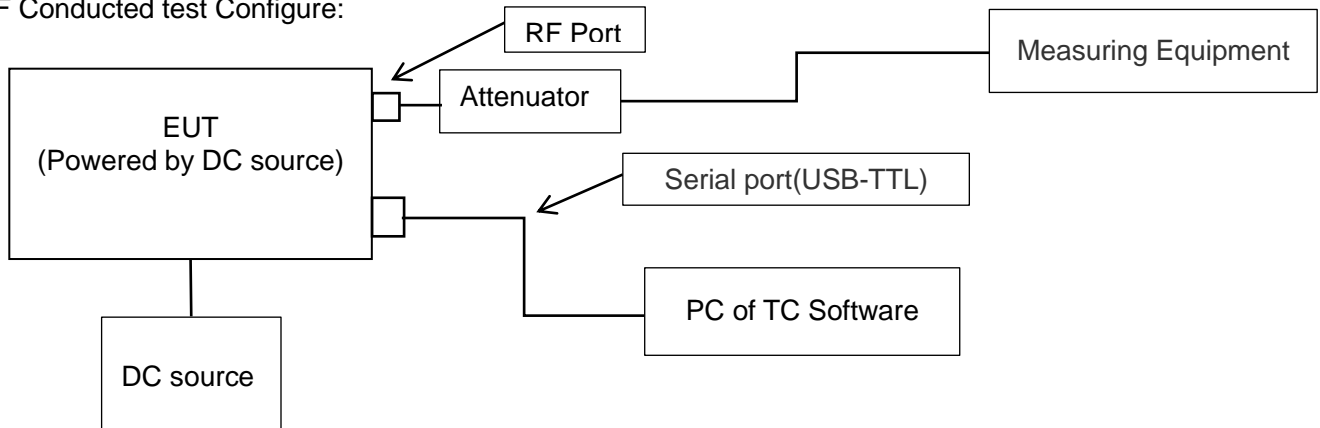 F Conducted test Configure:
RF Port
Measuring Equipment
Attenuator
EUT
(Powered by DC source)
Serial port(USB-TTL)
PC of TC Software
DC source